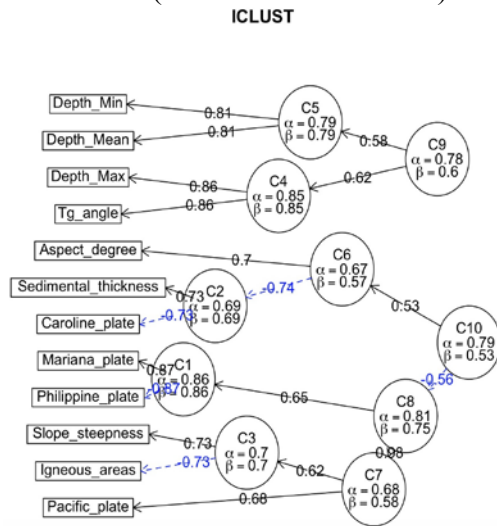 ICLUST
Depth_Min
Depth_Mean
Depth_Max
Tg_angle
Aspect_degree
Sedimental_thickness
Caroline_plate
Mariana_plate
Philippine_plate
Slope_steepness
Igneous_areas
Pacific_plate
0.81
0.81
C5
α = 0.79
β = 0.79
0.58
C9
α = 0.78
β = 0.6
0.86
0.86
C4
α = 0.85
β = 0.85
0.62
0.7
C6
α = 0.67
β = 0.57
0.73
-0.73
C2
α = 0.69
β = 0.69
-0.74
0.53
C10
α = 0.79
β = 0.53
0.87
-0.87
C1
α = 0.86
β = 0.86
0.65
-0.56
C8
α = 0.81
β = 0.75
0.73
-0.73
C3
α = 0.7
β = 0.7
0.62
0.98
C7
α = 0.68
β = 0.58
0.68